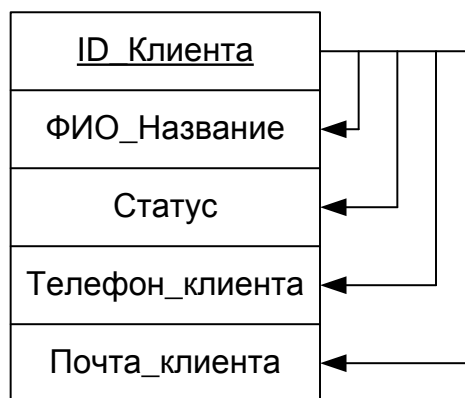 ID_Клиента
ФИО_Название
Статус
Телефон_клиента
Почта_клиента